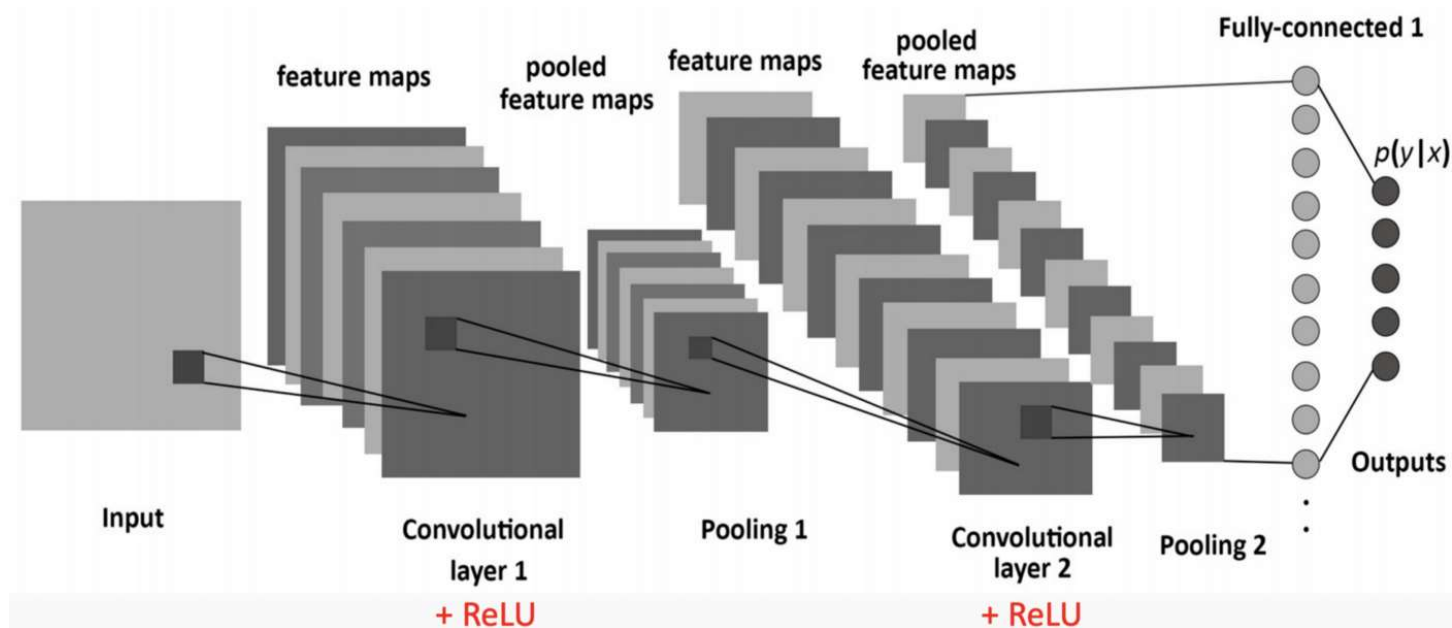 Fully-connected 1
feature maps
pooled
feature maps
feature maps
pooled
feature maps
p(y|x)
Input
Convolutional
layer 1
+ ReLU
Pooling 1
Convolutional
layer 2
+ ReLU
Pooling 2
Outputs